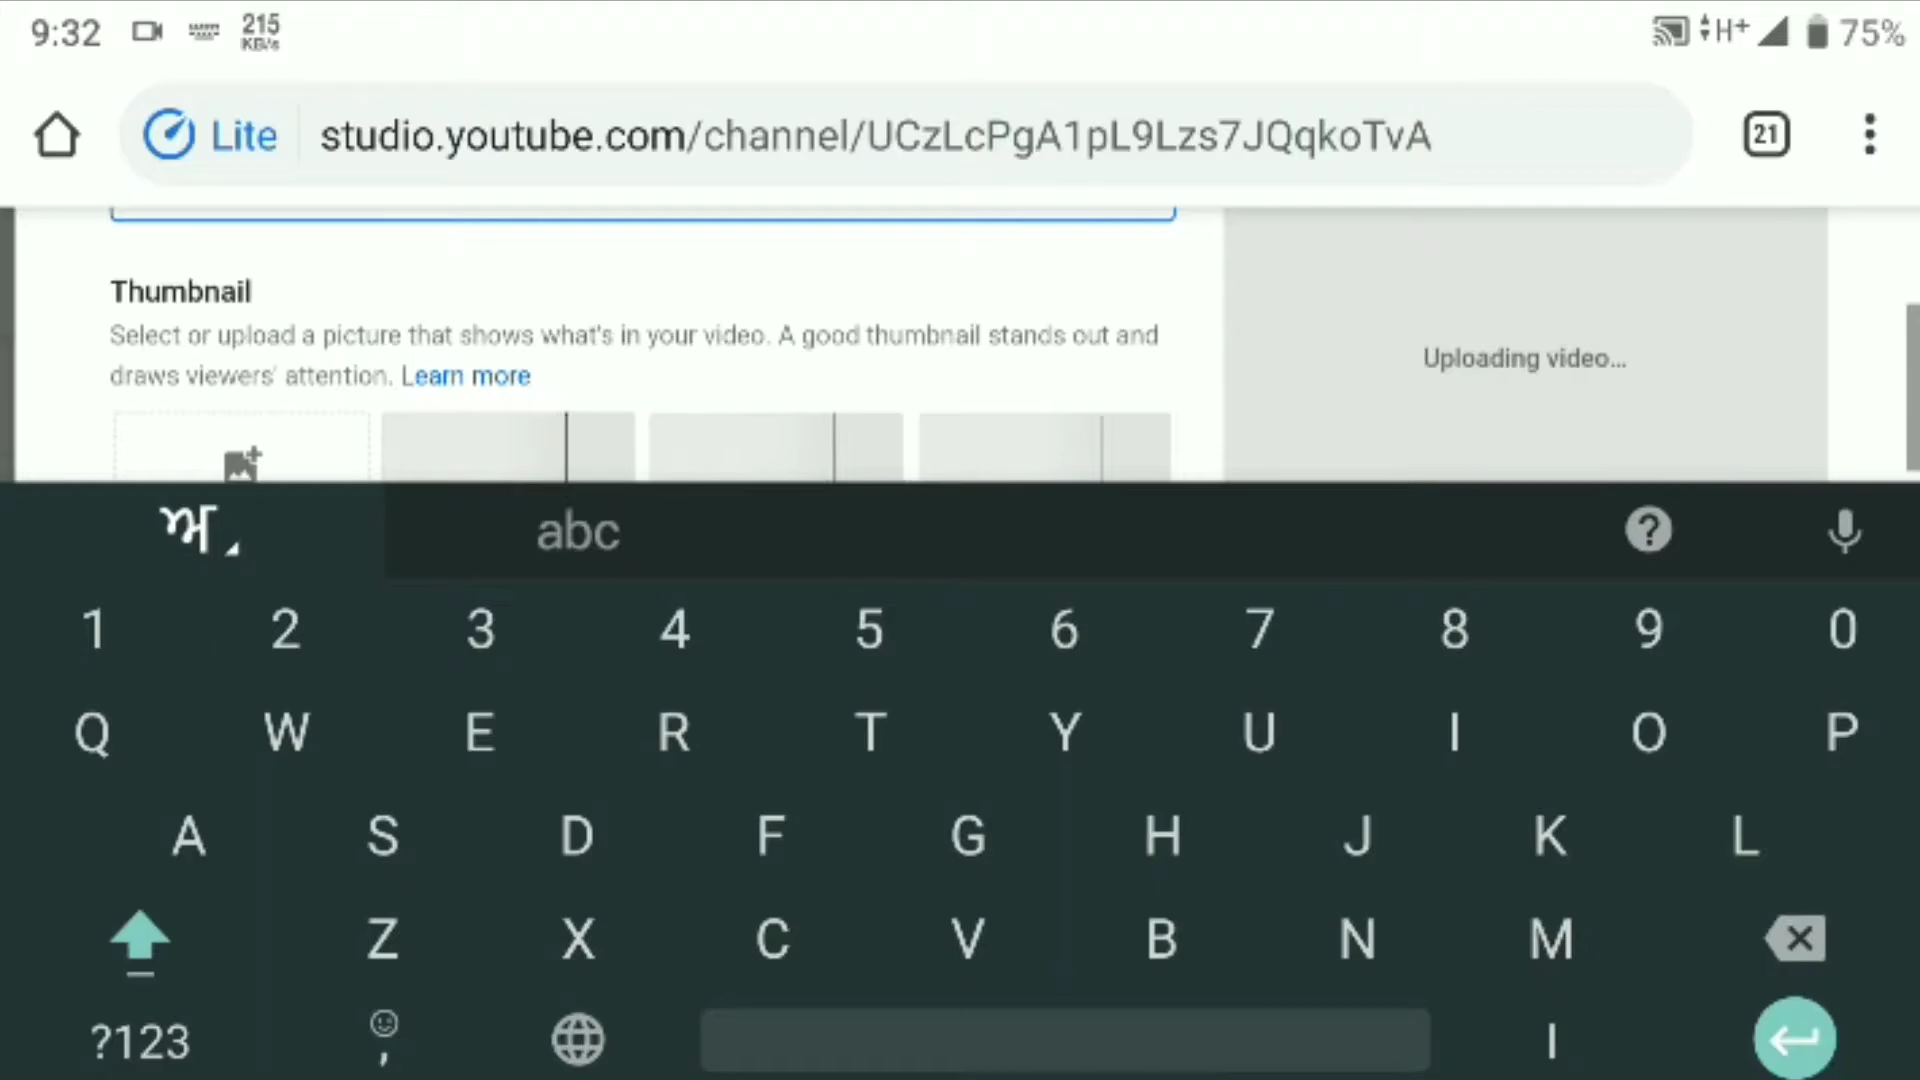 9:32 215 KB/s H+ 75%
Lite studio.youtube.com/channel/UCzLcPgA1pL9Lzs7JQqkoTvA 21
Thumbnail
Select or upload a picture that shows what's in your video. A good thumbnail stands out and
draws viewers' attention. Learn more
Uploading video...
ਅ abc ?
1 2 3 4 5 6 7 8 9 0
Q W E R T Y U I O P
A S D F G H J K L
Z X C V B N M
?123 , |